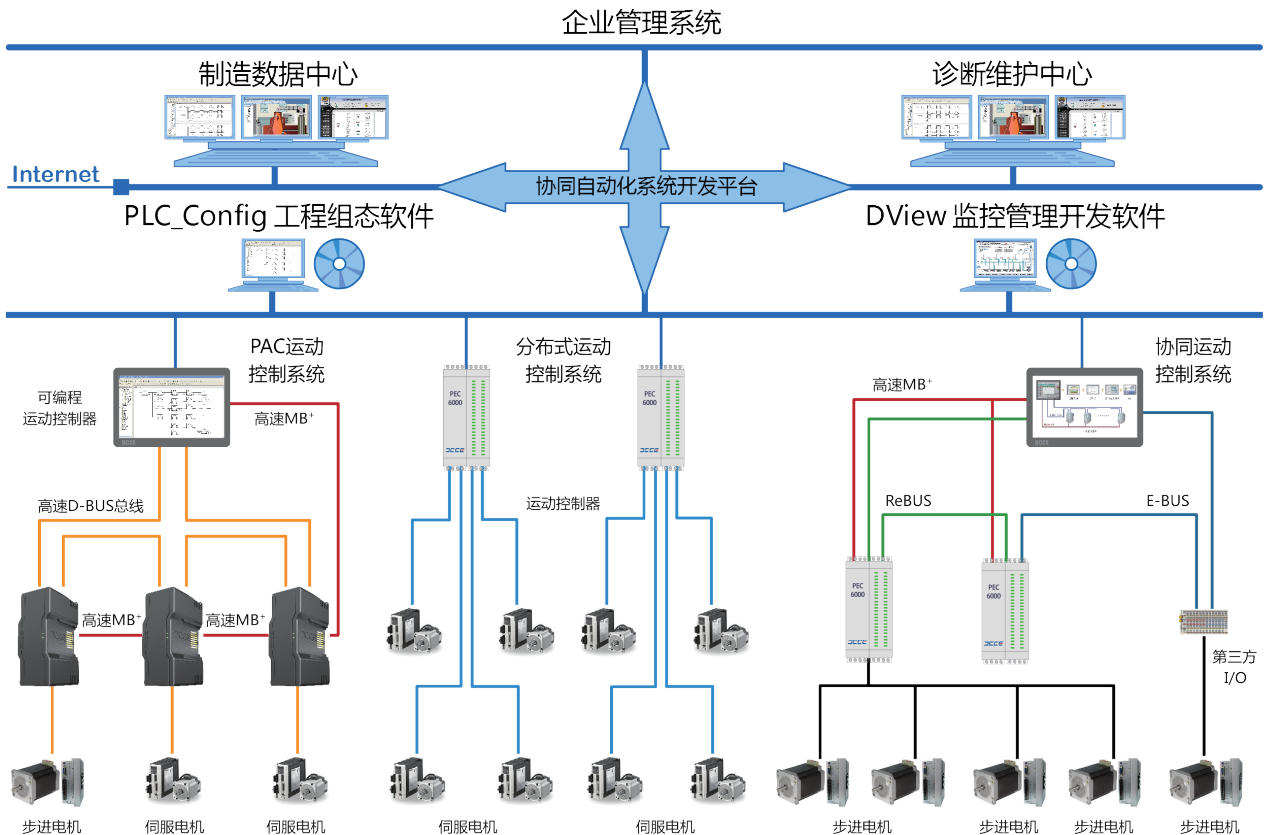 企业管理系统
制造数据中心
诊断维护中心
Internet
协同自动化系统开发平台
PLC_Config 工程组态软件
DView 监控管理开发软件
PAC运动
控制系统
分布式运动
控制系统
协同运动
控制系统
可编程
运动控制器
高速MB+
高速MB+
PEC
6000
DCCE
PEC
6000
DCCE
高速D-BUS总线
运动控制器
ReBUS
E-BUS
PEC
6000
DCCE
PEC
6000
DCCE
高速MB+
高速MB+
第三方
I/O
步进电机
伺服电机
伺服电机
伺服电机
伺服电机
步进电机
步进电机
步进电机
步进电机